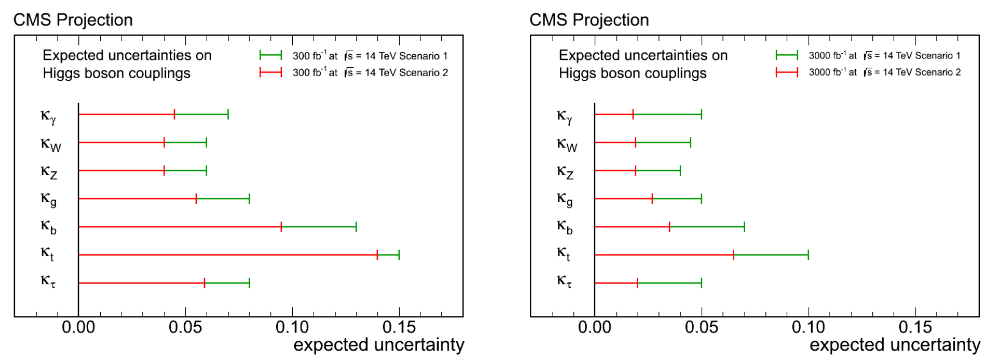 CMS Projection
Expected uncertainties on
Higgs boson couplings
300 fb⁻¹ at √s = 14 TeV Scenario 1
300 fb⁻¹ at √s = 14 TeV Scenario 2
κγ
κW
κZ
κg
κb
κt
κτ
0.00 0.05 0.10 0.15
expected uncertainty
CMS Projection
Expected uncertainties on
Higgs boson couplings
3000 fb⁻¹ at √s = 14 TeV Scenario 1
3000 fb⁻¹ at √s = 14 TeV Scenario 2
κγ
κW
κZ
κg
κb
κt
κτ
0.00 0.05 0.10 0.15
expected uncertainty